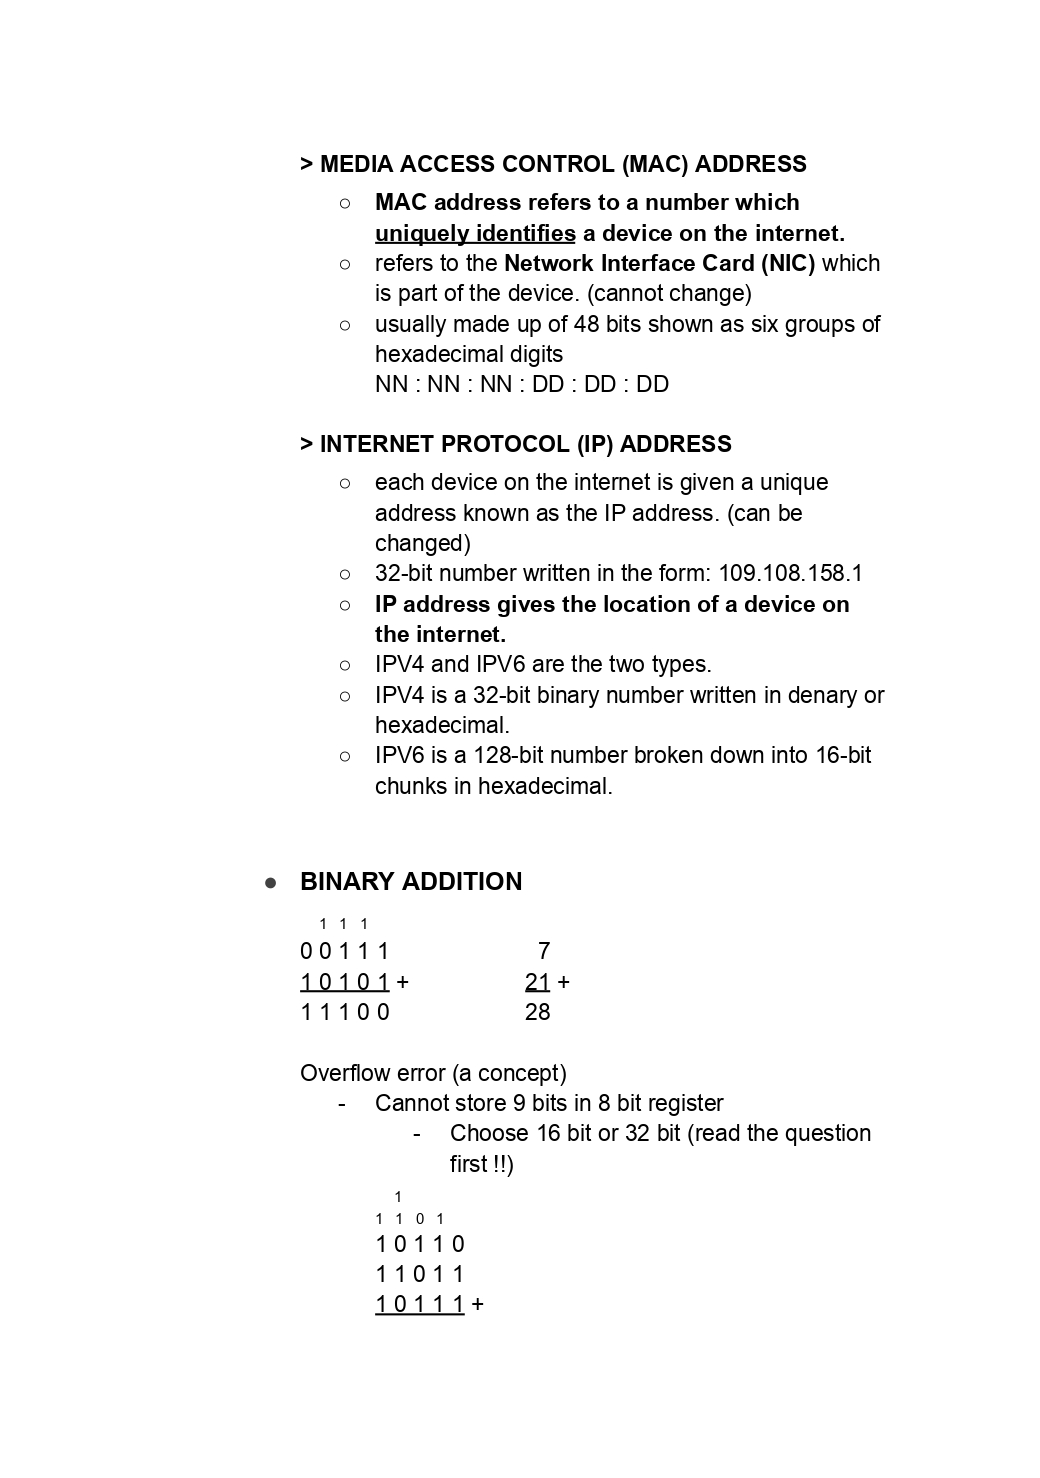 > MEDIA ACCESS CONTROL (MAC) ADDRESS
○ MAC address refers to a number which
uniquely identifies a device on the internet.
○ refers to the Network Interface Card (NIC) which
is part of the device. (cannot change)
○ usually made up of 48 bits shown as six groups of
hexadecimal digits
NN : NN : NN : DD : DD : DD
> INTERNET PROTOCOL (IP) ADDRESS
○ each device on the internet is given a unique
address known as the IP address. (can be
changed)
○ 32-bit number written in the form: 109.108.158.1
○ IP address gives the location of a device on
the internet.
○ IPV4 and IPV6 are the two types.
○ IPV4 is a 32-bit binary number written in denary or
hexadecimal.
○ IPV6 is a 128-bit number broken down into 16-bit
chunks in hexadecimal.
● BINARY ADDITION
1 1 1
0 0 1 1 1 7
1 0 1 0 1 + 21 +
1 1 1 0 0 28
Overflow error (a concept)
- Cannot store 9 bits in 8 bit register
- Choose 16 bit or 32 bit (read the question
first !!)
1
1 1 0 1
1 0 1 1 0
1 1 0 1 1
1 0 1 1 1 +